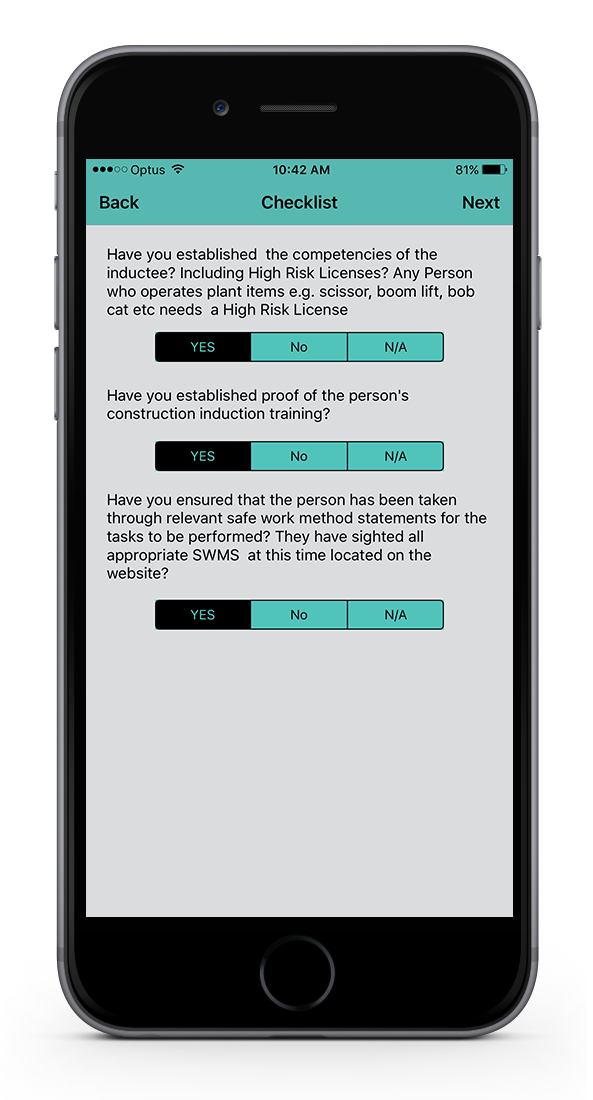 Optus 10:42 AM 81%
Back Checklist Next
Have you established  the competencies of the
inductee? Including High Risk Licenses? Any Person
who operates plant items e.g. scissor, boom lift, bob
cat etc needs  a High Risk License
YES No N/A
Have you established proof of the person's
construction induction training?
YES No N/A
Have you ensured that the person has been taken
through relevant safe work method statements for the
tasks to be performed? They have sighted all
appropriate SWMS  at this time located on the
website?
YES No N/A